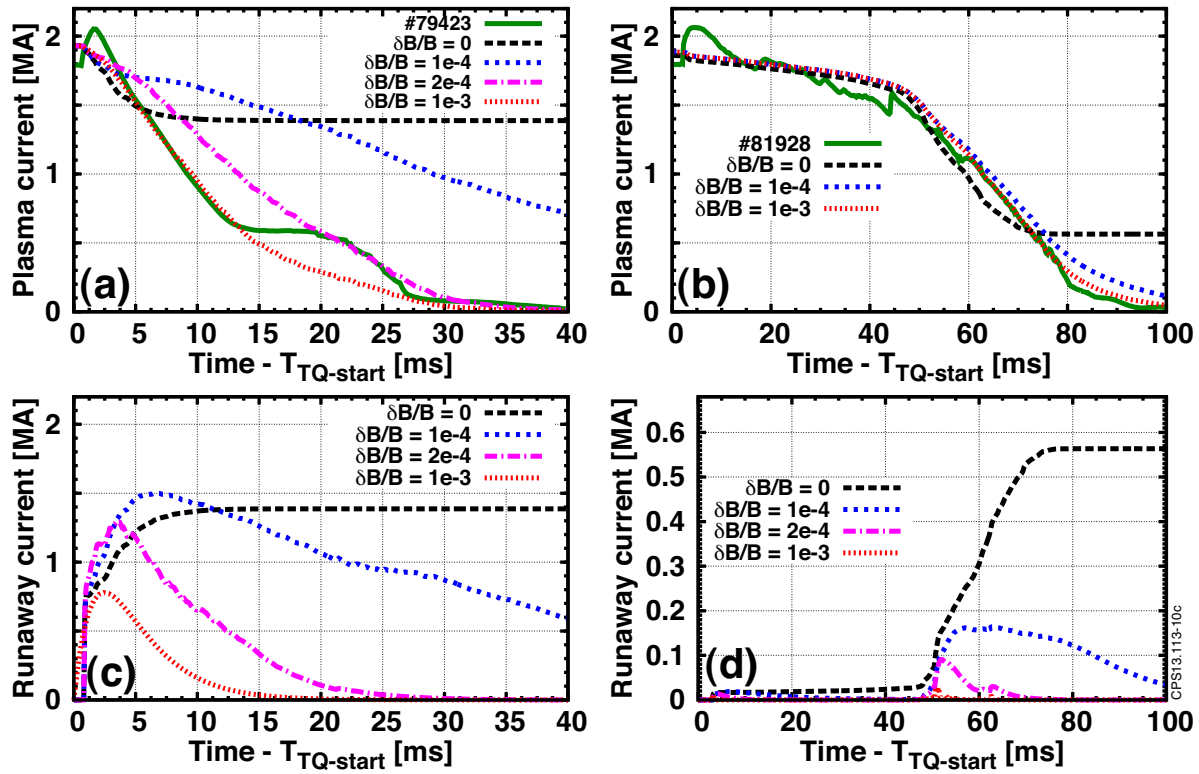 Plasma current [MA]
2
1
0
#79423
δB/B = 0
δB/B = 1e-4
δB/B = 2e-4
δB/B = 1e-3
(a)
0 5 10 15 20 25 30 35 40
Time - T_TQ-start [ms]
Plasma current [MA]
2
1
0
#81928
δB/B = 0
δB/B = 1e-4
δB/B = 1e-3
(b)
0 20 40 60 80 100
Time - T_TQ-start [ms]
Runaway current [MA]
2
1
0
δB/B = 0
δB/B = 1e-4
δB/B = 2e-4
δB/B = 1e-3
(c)
0 5 10 15 20 25 30 35 40
Time - T_TQ-start [ms]
Runaway current [MA]
0.6
0.5
0.4
0.3
0.2
0.1
0
δB/B = 0
δB/B = 1e-4
δB/B = 2e-4
δB/B = 1e-3
(d)
0 20 40 60 80 100
Time - T_TQ-start [ms]
CPS13.113-10c